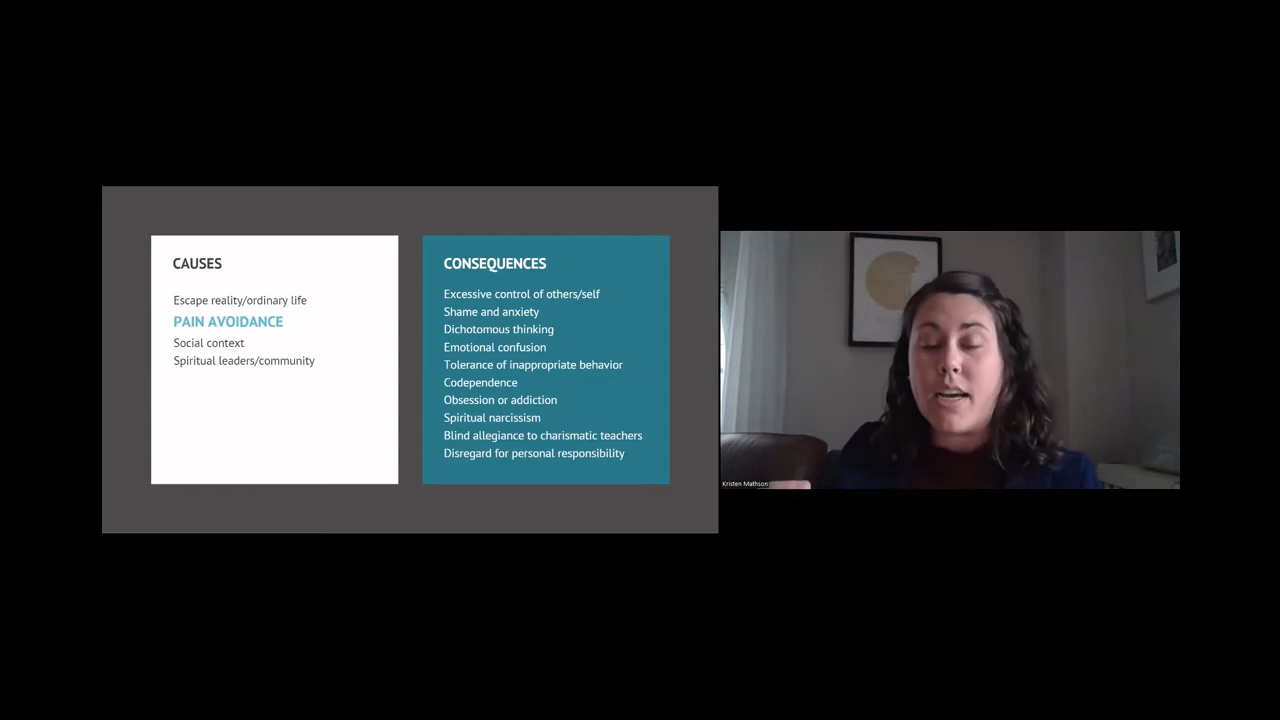 CAUSES
Escape reality/ordinary life
PAIN AVOIDANCE
Social context
Spiritual leaders/community
CONSEQUENCES
Excessive control of others/self
Shame and anxiety
Dichotomous thinking
Emotional confusion
Tolerance of inappropriate behavior
Codependence
Obsession or addiction
Spiritual narcissism
Blind allegiance to charismatic teachers
Disregard for personal responsibility
Kristen Mathson